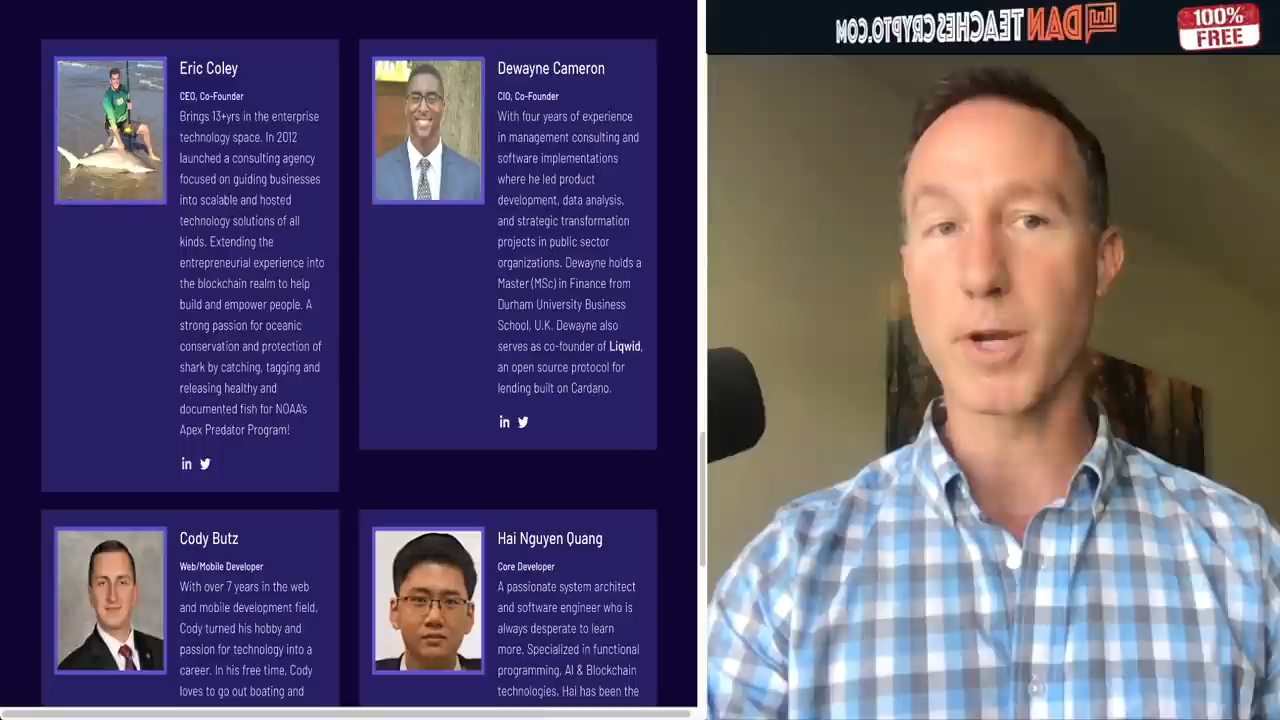 Eric Coley
CEO, Co-Founder
Brings 13+yrs in the enterprise
technology space. In 2012
launched a consulting agency
focused on guiding businesses
into scalable and hosted
technology solutions of all
kinds. Extending the
entrepreneurial experience into
the blockchain realm to help
build and empower people. A
strong passion for oceanic
conservation and protection of
shark by catching, tagging and
releasing healthy and
documented fish for NOAA's
Apex Predator Program!
in
Dewayne Cameron
CIO, Co-Founder
With four years of experience
in management consulting and
software implementations
where he led product
development, data analysis,
and strategic transformation
projects in public sector
organizations. Dewayne holds a
Master (MSc) in Finance from
Durham University Business
School, U.K. Dewayne also
serves as co-founder of Liqwid,
an open source protocol for
lending built on Cardano.
in
Cody Butz
Web/Mobile Developer
With over 7 years in the web
and mobile development field,
Cody turned his hobby and
passion for technology into a
career. In his free time, Cody
loves to go out boating and
Hai Nguyen Quang
Core Developer
A passionate system architect
and software engineer who is
always desperate to learn
more. Specialized in functional
programming, AI & Blockchain
technologies. Hai has been the
DANTEACHESCRYPTO.COM
100%
FREE